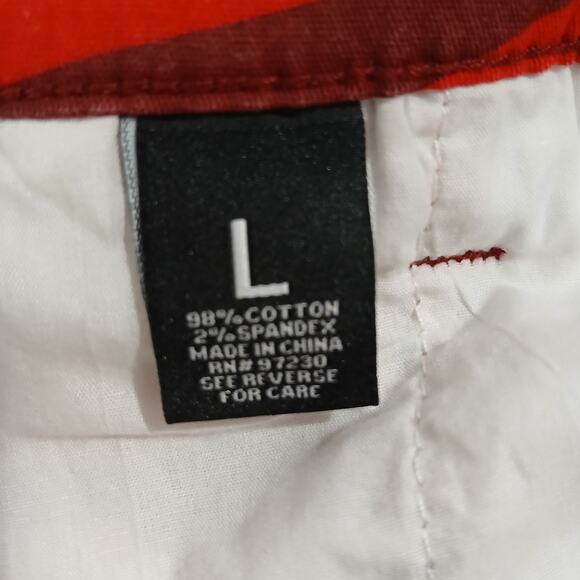 L
98% COTTON
2% SPANDEX
MADE IN CHINA
RN# 97230
SEE REVERSE
FOR CARE